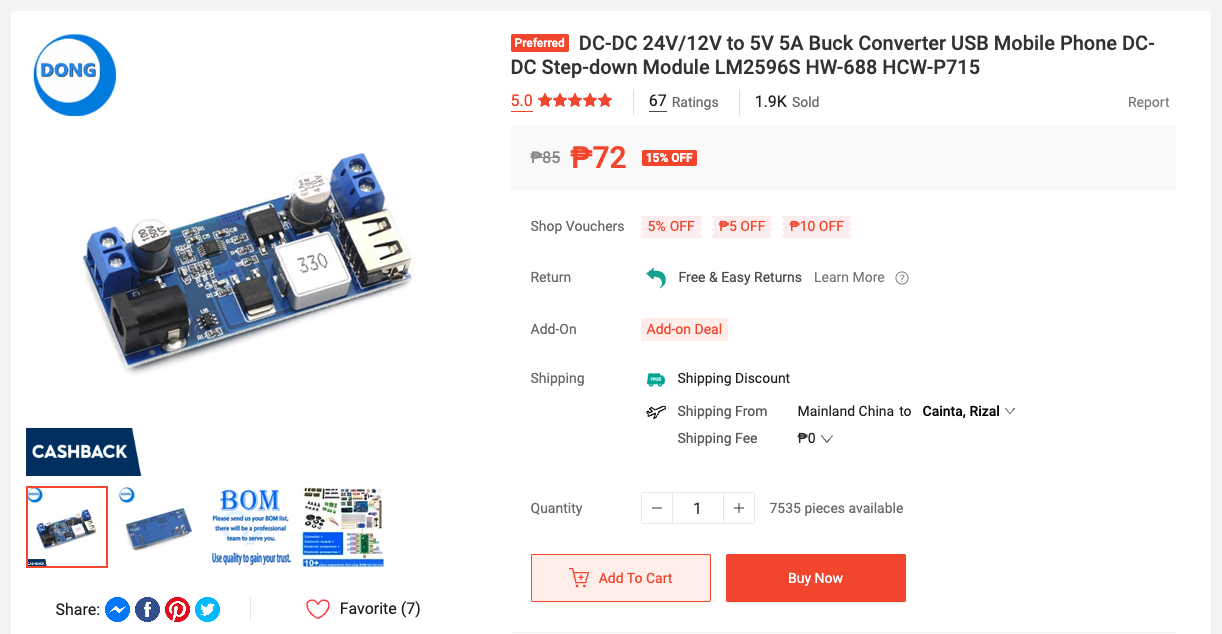 DONG
Preferred DC-DC 24V/12V to 5V 5A Buck Converter USB Mobile Phone DC-
DC Step-down Module LM2596S HW-688 HCW-P715
5.0 67 Ratings 1.9K Sold Report
₱85 ₱72 15% OFF
330
Shop Vouchers 5% OFF ₱5 OFF ₱10 OFF
Return Free & Easy Returns Learn More ?
Add-On Add-on Deal
Shipping FREE Shipping Discount
Shipping From Mainland China to Cainta, Rizal
Shipping Fee ₱0
CASHBACK
BOM
Please send us your BOM list,
there will be a professional
team to serve you.
Use quality to gain your trust.
10+
Quantity 1 7535 pieces available
Add To Cart Buy Now
Share: Favorite (7)